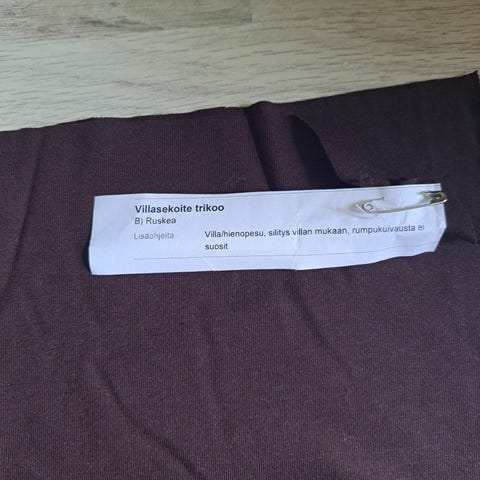 Villasekoite trikoo
B) Ruskea
Lisäohjeita Villa/hienopesu, silitys villan mukaan, rumpukuivausta ei
suosit